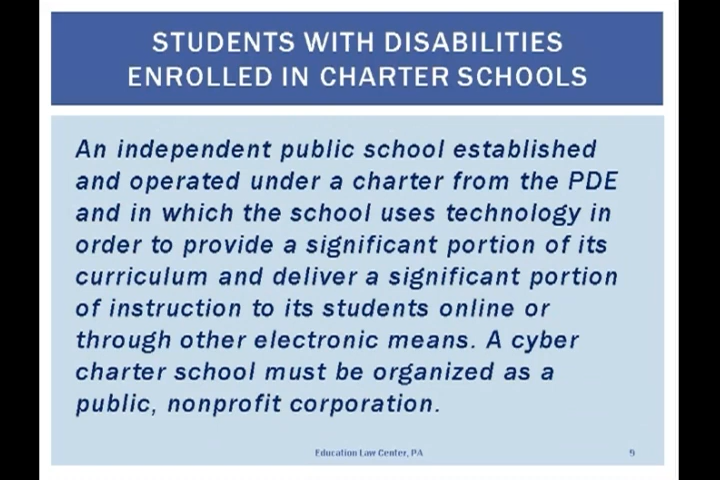 STUDENTS WITH DISABILITIES
ENROLLED IN CHARTER SCHOOLS
An independent public school established
and operated under a charter from the PDE
and in which the school uses technology in
order to provide a significant portion of its
curriculum and deliver a significant portion
of instruction to its students online or
through other electronic means. A cyber
charter school must be organized as a
public, nonprofit corporation.
Education Law Center, PA
9